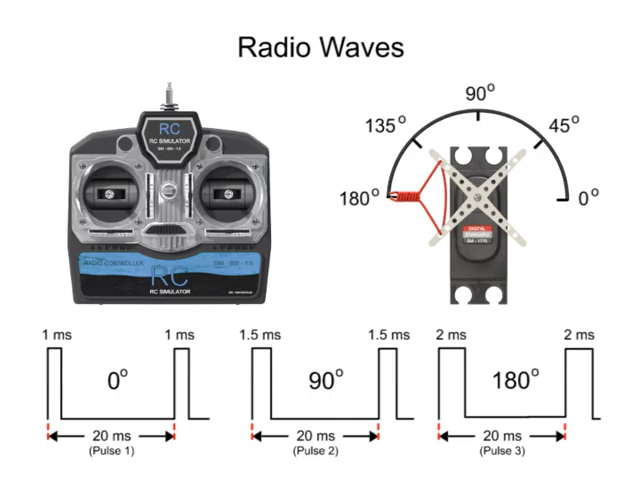 Radio Waves
RC
RC SIMULATOR
RADIO CONTROLLER
RC
RC SIMULATOR
90°
135°
45°
180°
0°
DIGITAL
1 ms
1 ms
0°
20 ms
(Pulse 1)
1.5 ms
1.5 ms
90°
20 ms
(Pulse 2)
2 ms
2 ms
180°
20 ms
(Pulse 3)